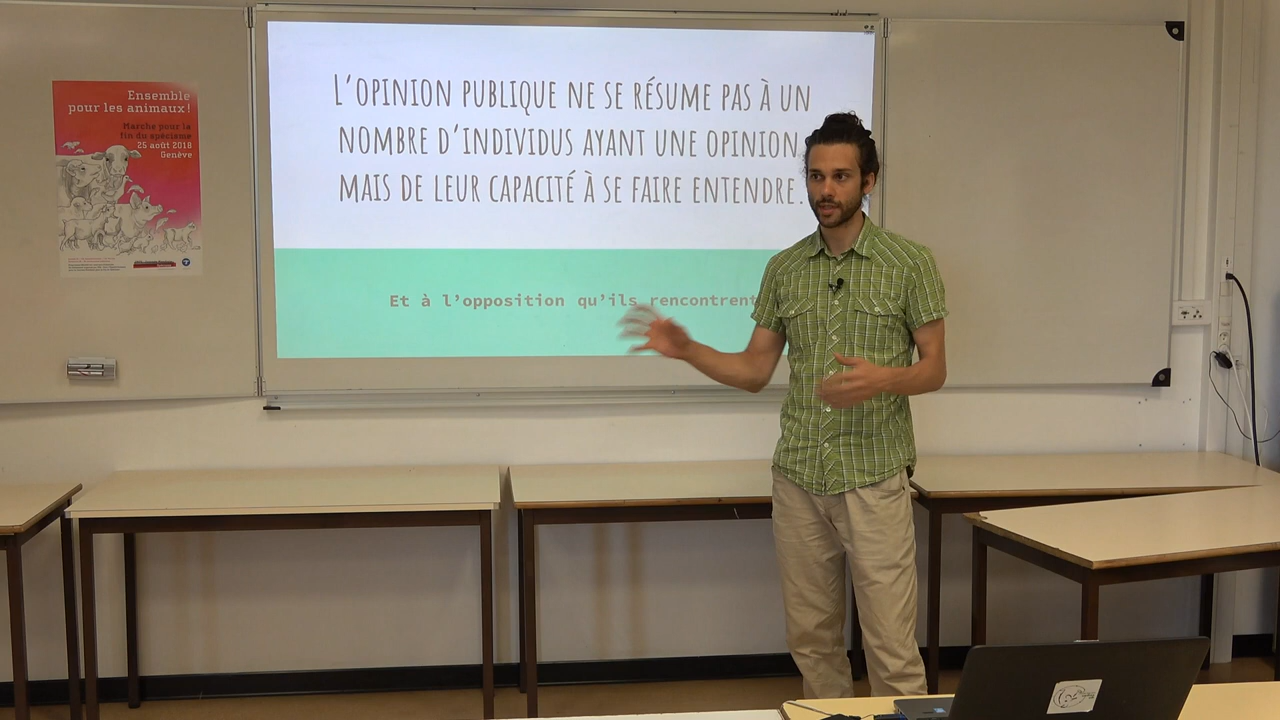 Ensemble
pour les animaux!
Marche pour la
fin du spécisme
25 août 2018
Genève
L'OPINION PUBLIQUE NE SE RÉSUME PAS À UN
NOMBRE D'INDIVIDUS AYANT UNE OPINION,
MAIS DE LEUR CAPACITÉ À SE FAIRE ENTENDRE.
Et à l'opposition qu'ils rencontrent